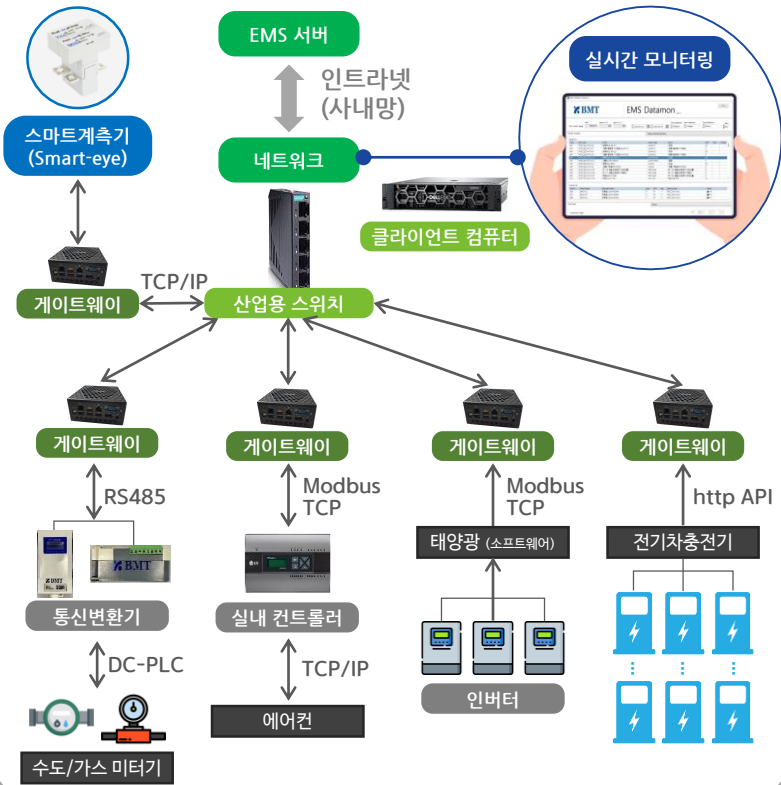 EMS 서버
인트라넷
(사내망)
네트워크
실시간 모니터링
BMT
EMS Datamon
스마트계측기
(Smart-eye)
클라이언트 컴퓨터
TCP/IP
게이트웨이
산업용 스위치
게이트웨이
게이트웨이
게이트웨이
게이트웨이
RS485
Modbus
TCP
Modbus
TCP
http API
BMT
BMT
태양광 (소프트웨어)
전기차충전기
통신변환기
실내 컨트롤러
DC-PLC
TCP/IP
인버터
에어컨
수도/가스 미터기